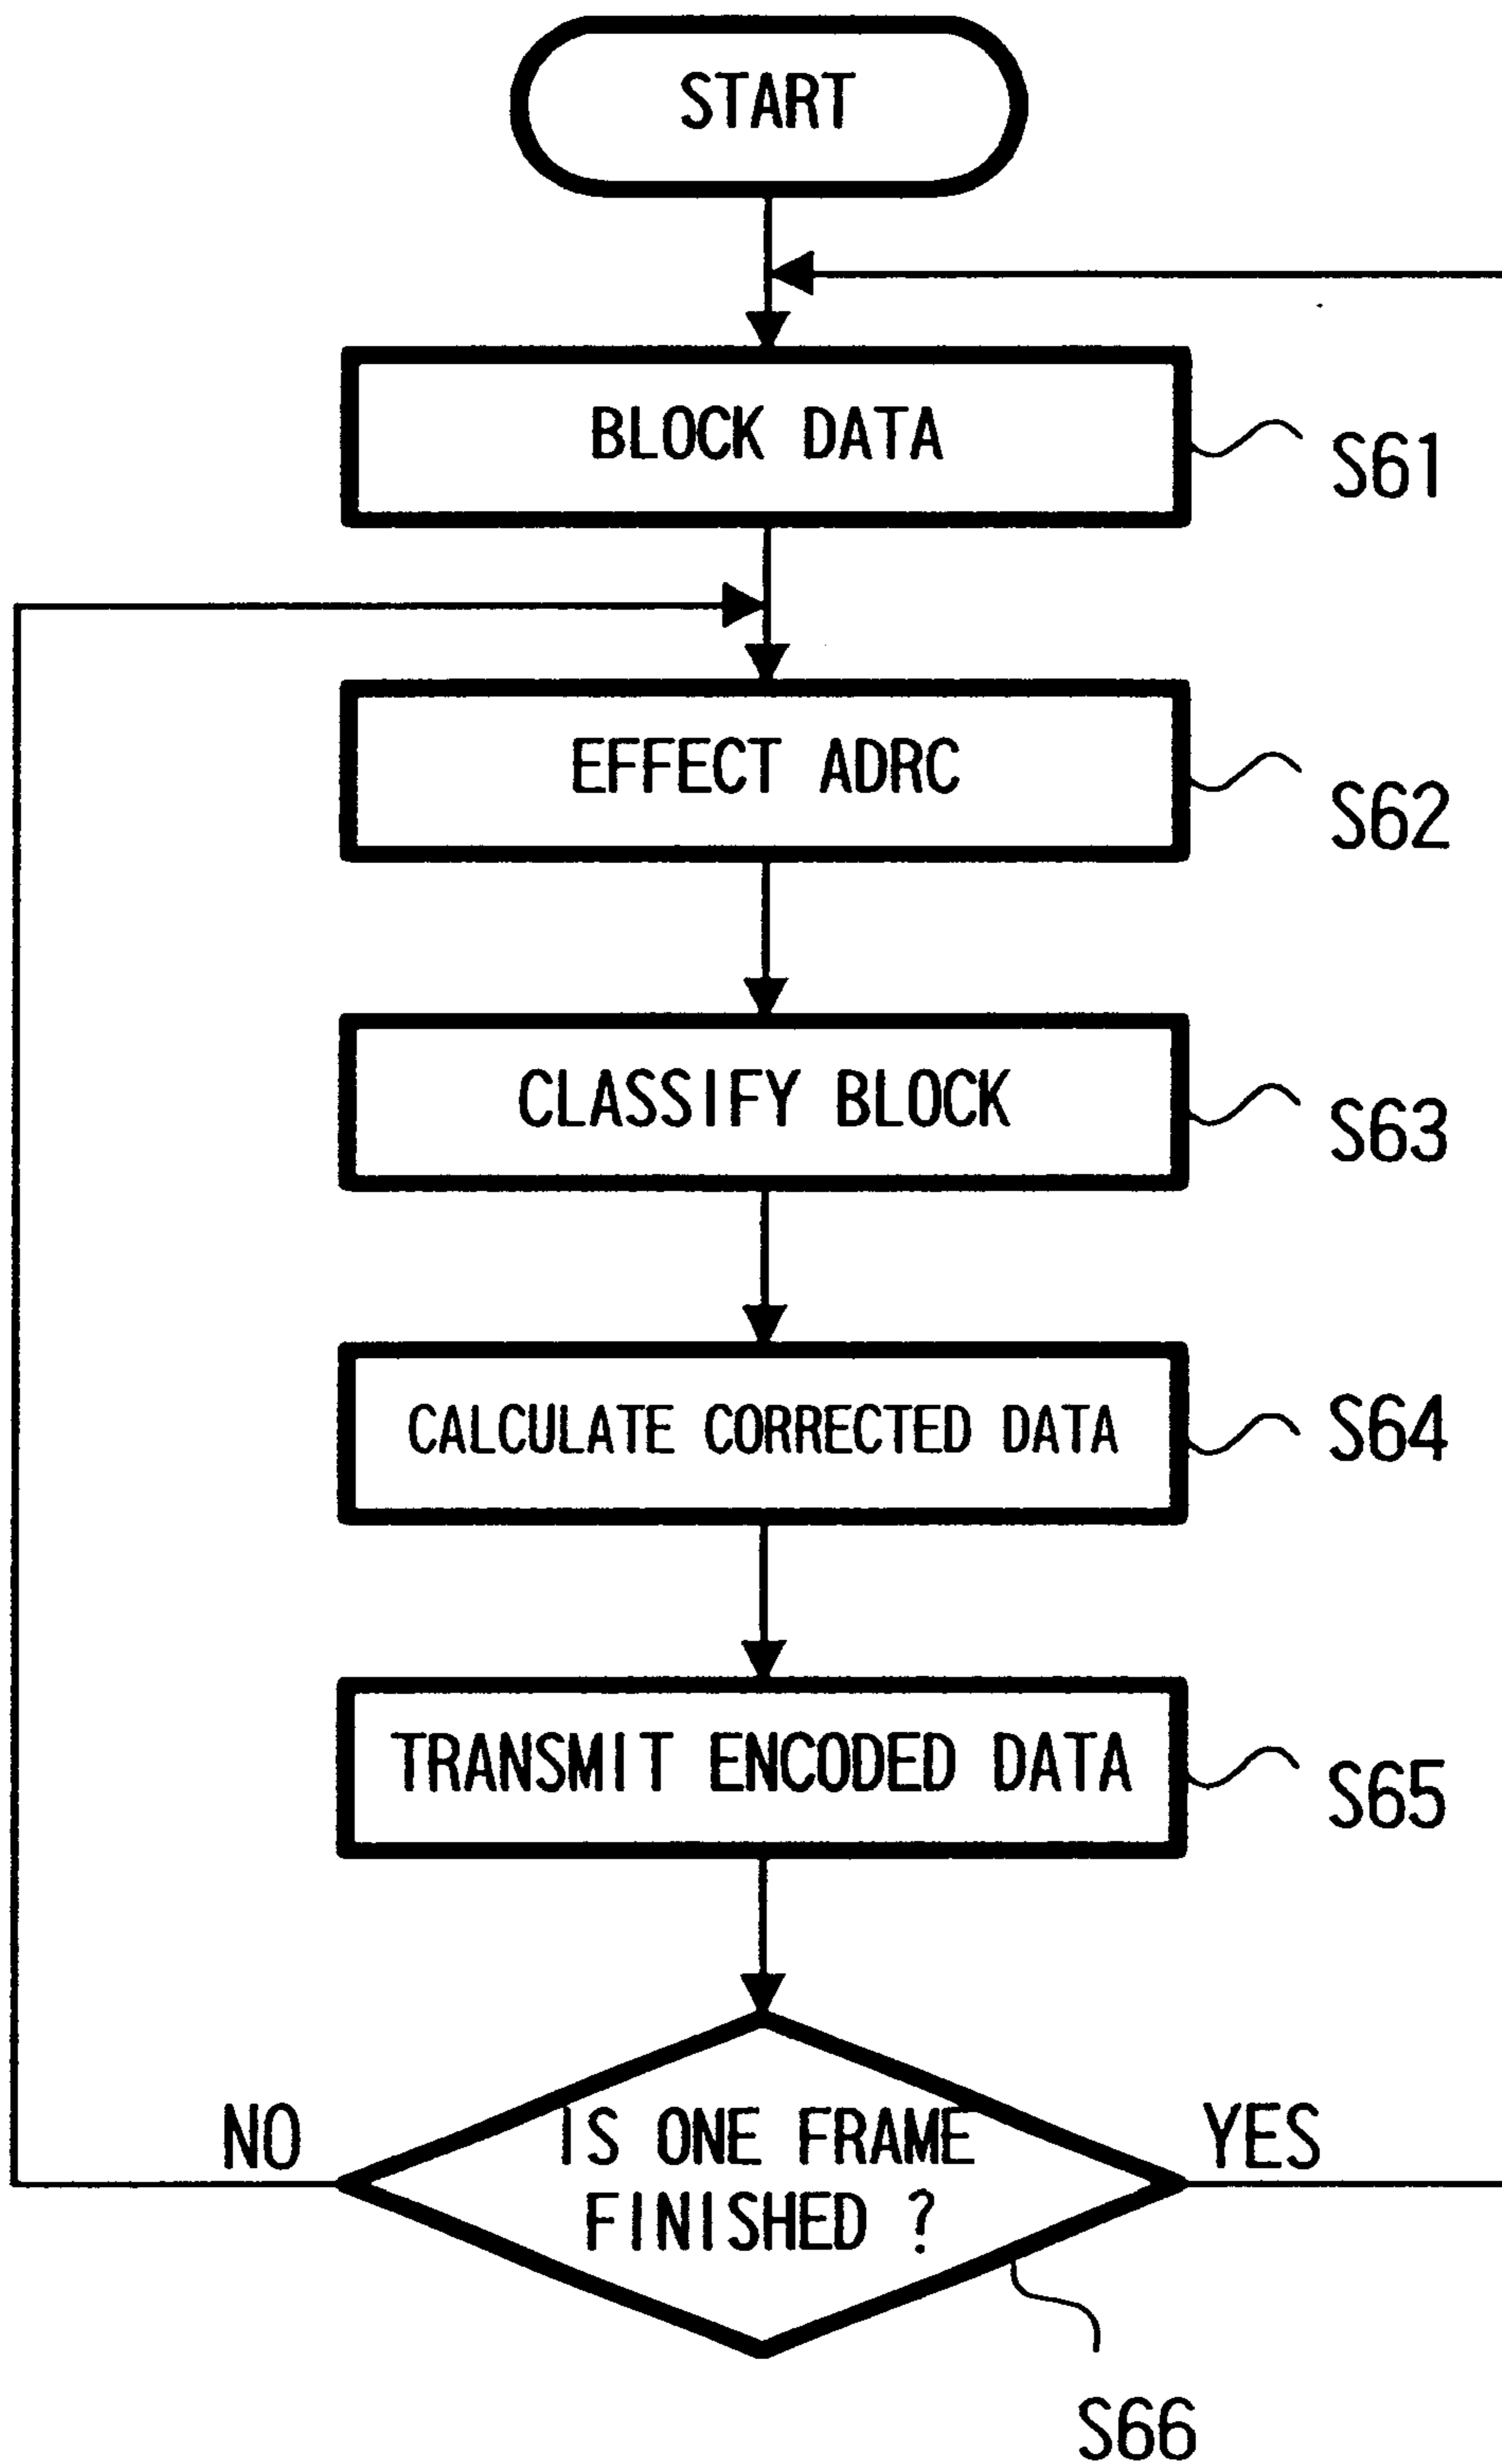 START
BLOCK DATA
S61
EFFECT ADRC
S62
CLASSIFY BLOCK
S63
CALCULATE CORRECTED DATA
S64
TRANSMIT ENCODED DATA
S65
NO
IS ONE FRAME
FINISHED ?
YES
S66